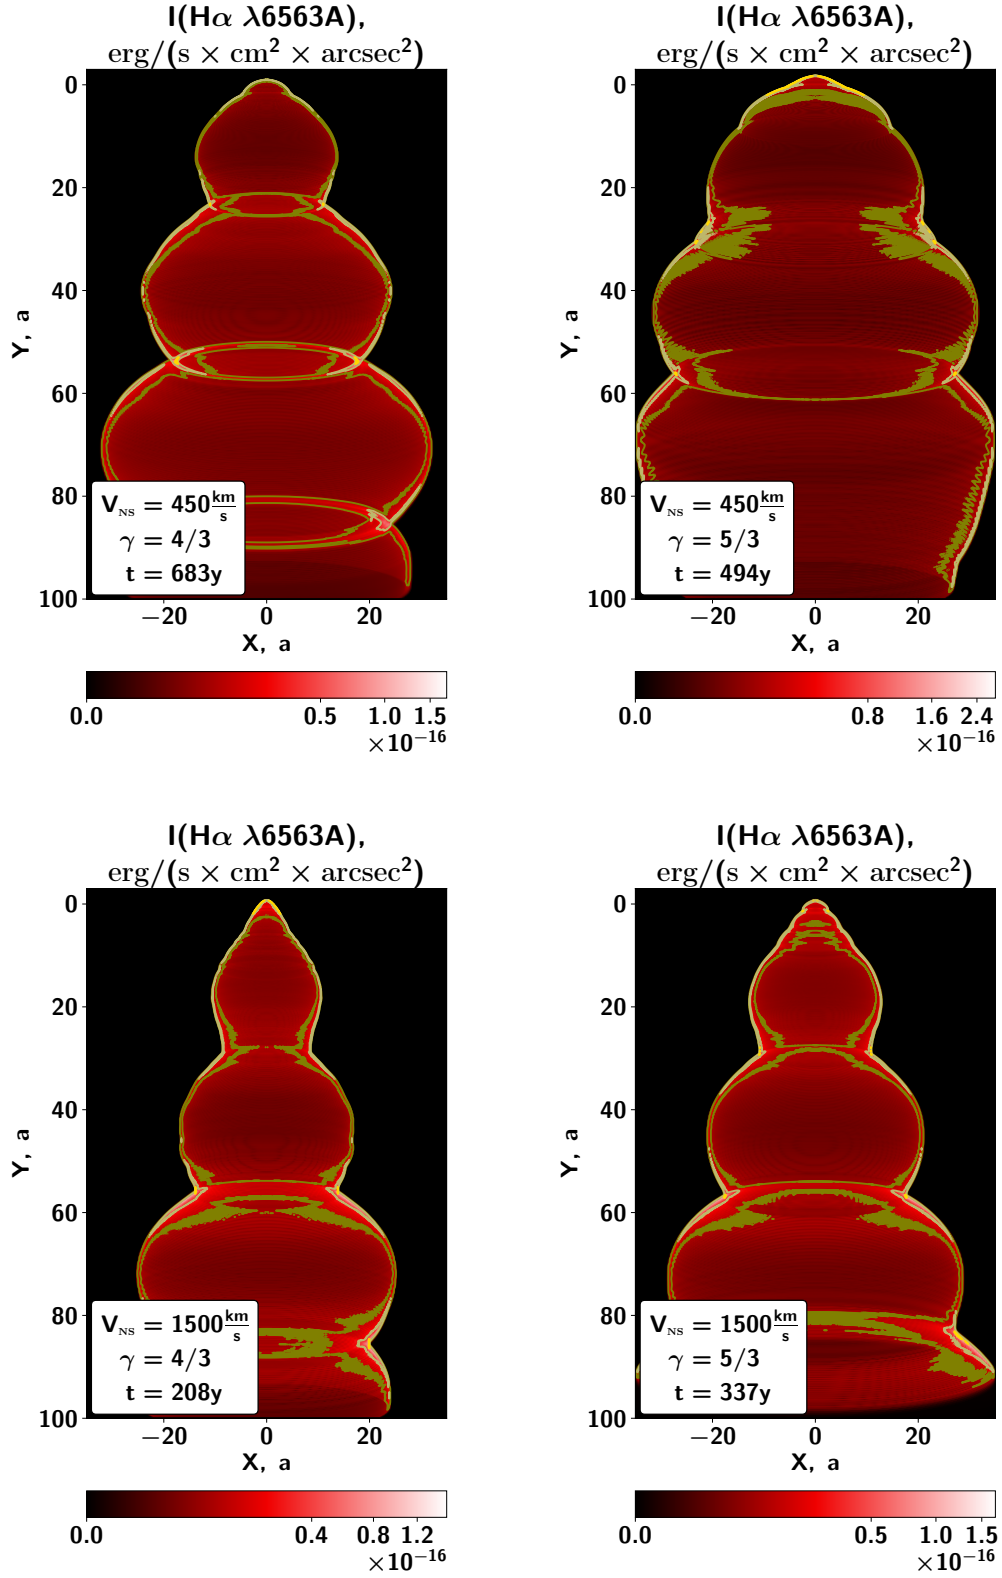 I(Hα λ6563A),
erg/(s × cm² × arcsec²)
0
20
40
60
80
100
Y, a
V_NS = 450 km/s
γ = 4/3
t = 683y
−20 0 20
X, a
0.0 0.5 1.0 1.5
×10⁻¹⁶
I(Hα λ6563A),
erg/(s × cm² × arcsec²)
0
20
40
60
80
100
Y, a
V_NS = 450 km/s
γ = 5/3
t = 494y
−20 0 20
X, a
0.0 0.8 1.6 2.4
×10⁻¹⁶
I(Hα λ6563A),
erg/(s × cm² × arcsec²)
0
20
40
60
80
100
Y, a
V_NS = 1500 km/s
γ = 4/3
t = 208y
−20 0 20
X, a
0.0 0.4 0.8 1.2
×10⁻¹⁶
I(Hα λ6563A),
erg/(s × cm² × arcsec²)
0
20
40
60
80
100
Y, a
V_NS = 1500 km/s
γ = 5/3
t = 337y
−20 0 20
X, a
0.0 0.5 1.0 1.5
×10⁻¹⁶